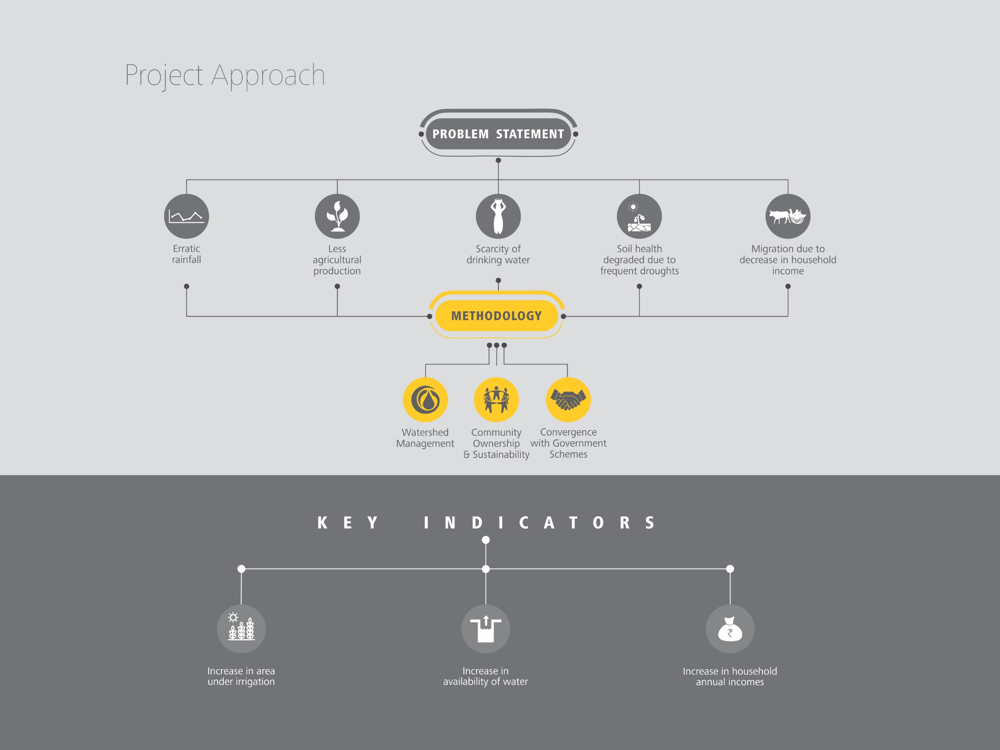 Project Approach
PROBLEM STATEMENT
Erratic
rainfall
Less
agricultural
production
Scarcity of
drinking water
Soil health
degraded due to
frequent droughts
Migration due to
decrease in household
income
METHODOLOGY
Watershed
Management
Community
Ownership
& Sustainability
Convergence
with Government
Schemes
KEY INDICATORS
₹
Increase in area
under irrigation
Increase in
availability of water
Increase in household
annual incomes